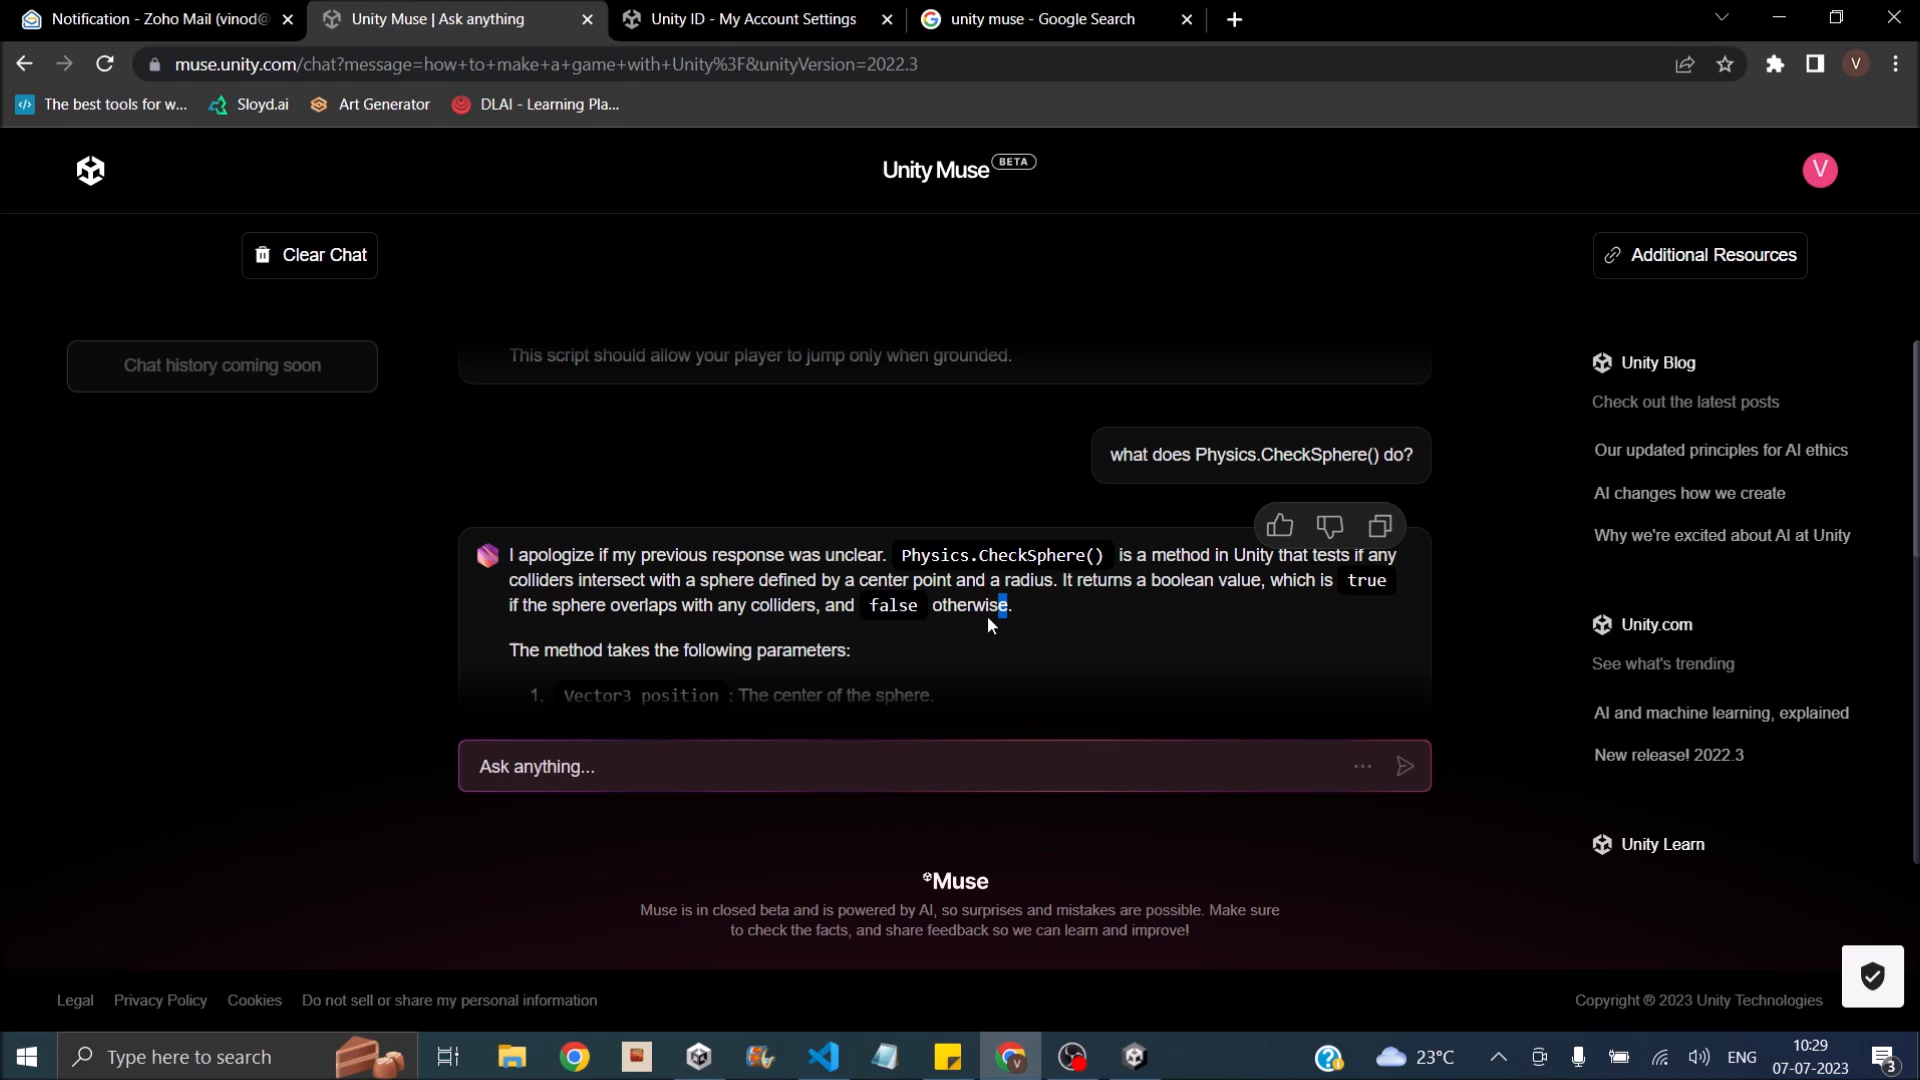 Notification - Zoho Mail (vinod@
Unity Muse | Ask anything
Unity ID - My Account Settings
unity muse - Google Search
muse.unity.com/chat?message=how+to+make+a+game+with+Unity%3F&unityVersion=2022.3
V
The best tools for w...
Sloyd.ai
Art Generator
DLAI - Learning Pla...
Unity Muse BETA
V
Clear Chat
Additional Resources
Chat history coming soon
This script should allow your player to jump only when grounded.
what does Physics.CheckSphere() do?
I apologize if my previous response was unclear. Physics.CheckSphere() is a method in Unity that tests if any
colliders intersect with a sphere defined by a center point and a radius. It returns a boolean value, which is true
if the sphere overlaps with any colliders, and false otherwise.
The method takes the following parameters:
1. Vector3 position : The center of the sphere.
Ask anything...
Unity Blog
Check out the latest posts
Our updated principles for AI ethics
AI changes how we create
Why we're excited about AI at Unity
Unity.com
See what's trending
AI and machine learning, explained
New release! 2022.3
Unity Learn
Muse
Muse is in closed beta and is powered by AI, so surprises and mistakes are possible. Make sure
to check the facts, and share feedback so we can learn and improve!
Legal
Privacy Policy
Cookies
Do not sell or share my personal information
Copyright ® 2023 Unity Technologies
Type here to search
23°C
ENG
10:29
07-07-2023
3